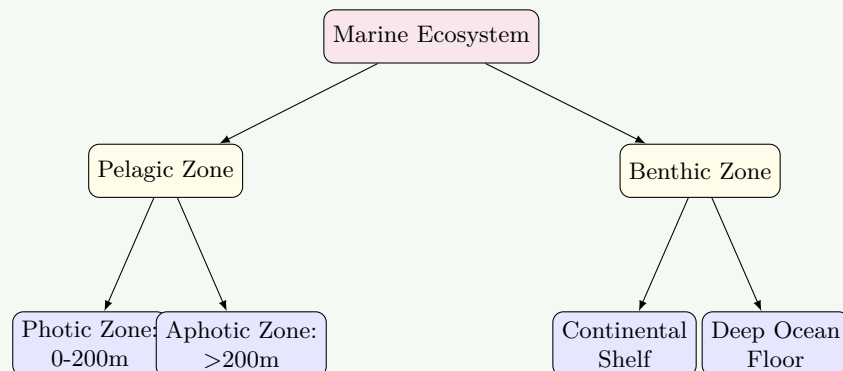 Marine Ecosystem
Pelagic Zone
Benthic Zone
Photic Zone:
0-200m
Aphotic Zone:
>200m
Continental
Shelf
Deep Ocean
Floor